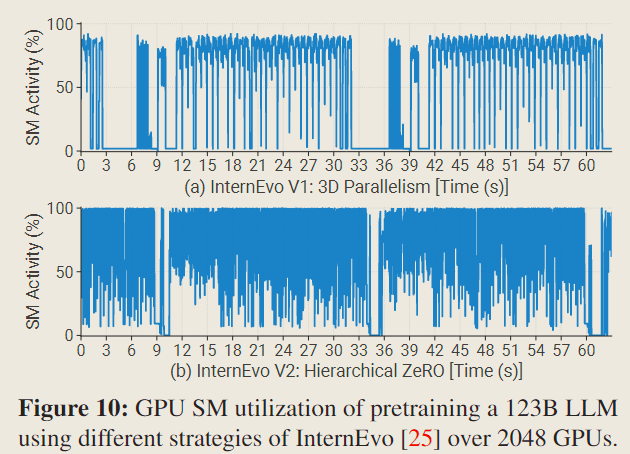 100
SM Activity (%)
50
0
0 3 6 9 12 15 18 21 24 27 30 33 36 39 42 45 48 51 54 57 60
(a) InternEvo V1: 3D Parallelism [Time (s)]
100
SM Activity (%)
50
0
0 3 6 9 12 15 18 21 24 27 30 33 36 39 42 45 48 51 54 57 60
(b) InternEvo V2: Hierarchical ZeRO [Time (s)]
Figure 10: GPU SM utilization of pretraining a 123B LLM
using different strategies of InternEvo [25] over 2048 GPUs.